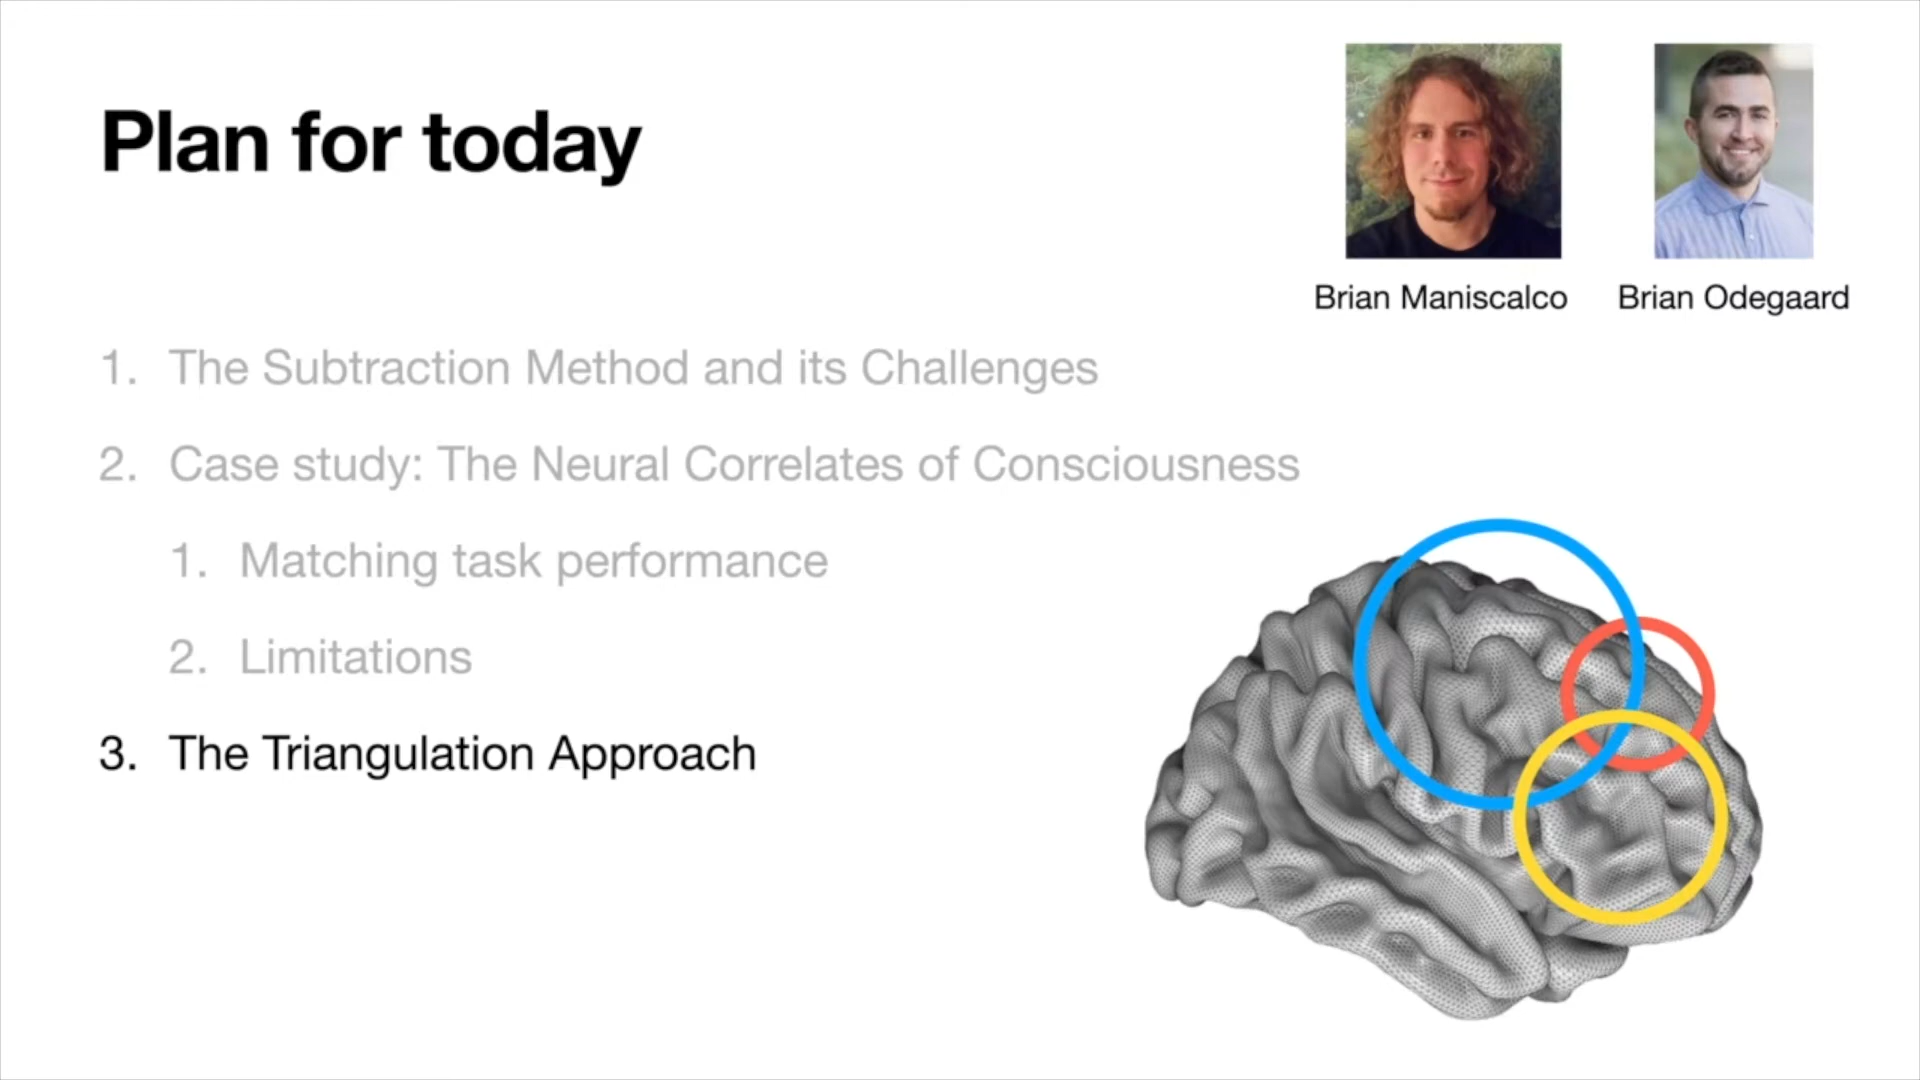 Plan for today
Brian Maniscalco
Brian Odegaard
1. The Subtraction Method and its Challenges
2. Case study: The Neural Correlates of Consciousness
1. Matching task performance
2. Limitations
3. The Triangulation Approach